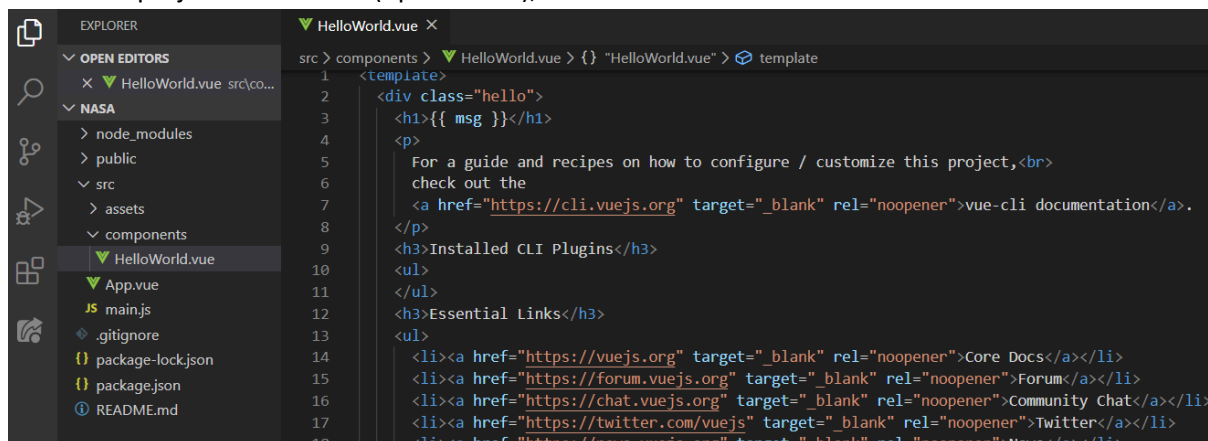 EXPLORER
OPEN EDITORS
HelloWorld.vue src\co...
NASA
node_modules
public
src
assets
components
HelloWorld.vue
App.vue
JS main.js
.gitignore
{} package-lock.json
{} package.json
README.md
HelloWorld.vue
src > components > HelloWorld.vue > {} "HelloWorld.vue" > template
1 <template>
2 <div class="hello">
3 <h1>{{ msg }}</h1>
4 <p>
5 For a guide and recipes on how to configure / customize this project,<br>
6 check out the
7 <a href="https://cli.vuejs.org" target="_blank" rel="noopener">vue-cli documentation</a>.
8 </p>
9 <h3>Installed CLI Plugins</h3>
10 <ul>
11 </ul>
12 <h3>Essential Links</h3>
13 <ul>
14 <li><a href="https://vuejs.org" target="_blank" rel="noopener">Core Docs</a></li>
15 <li><a href="https://forum.vuejs.org" target="_blank" rel="noopener">Forum</a></li>
16 <li><a href="https://chat.vuejs.org" target="_blank" rel="noopener">Community Chat</a></li>
17 <li><a href="https://twitter.com/vuejs" target="_blank" rel="noopener">Twitter</a></li>